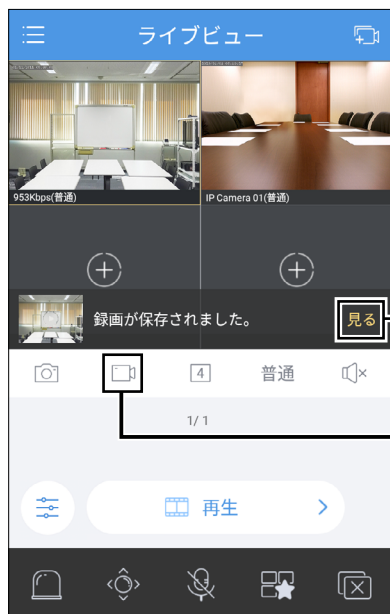 ライブビュー
953Kbps(普通)
IP Camera 01(普通)
録画が保存されました。
見る
4
普通
1/ 1
再生